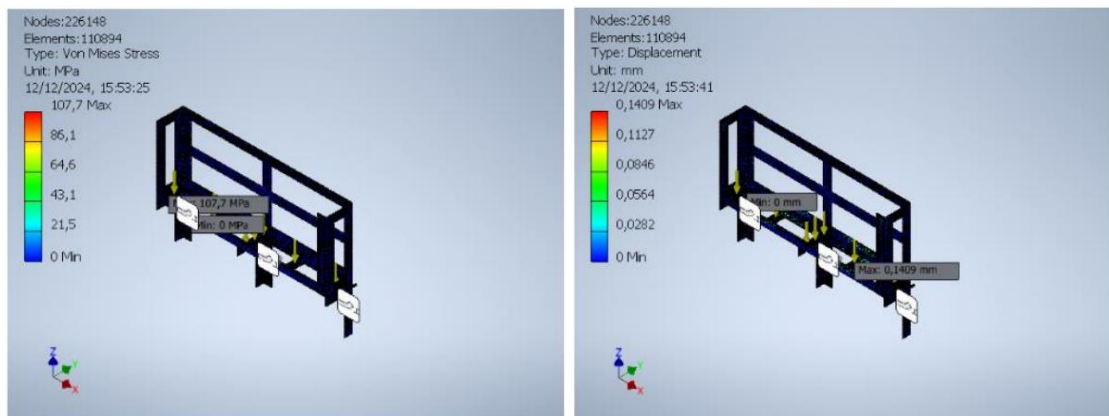 Nodes:226148
Elements:110894
Type: Von Mises Stress
Unit: MPa
12/12/2024, 15:53:25
107,7 Max
86,1
64,6
43,1
21,5
0 Min
107,7 MPa
Min: 0 MPa
Z
Y
X
Nodes:226148
Elements:110894
Type: Displacement
Unit: mm
12/12/2024, 15:53:41
0,1409 Max
0,1127
0,0846
0,0564
0,0282
0 Min
Min: 0 mm
Max: 0,1409 mm
Z
Y
X